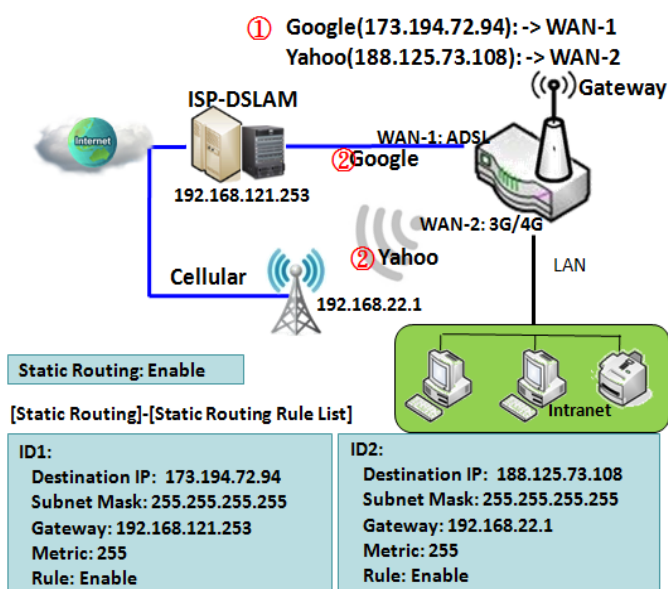 ① Google(173.194.72.94): -> WAN-1
Yahoo(188.125.73.108): -> WAN-2
Gateway
ISP-DSLAM
Internet
WAN-1: ADSL
②Google
192.168.121.253
WAN-2: 3G/4G
② Yahoo
LAN
Cellular
192.168.22.1
Static Routing: Enable
Intranet
[Static Routing]-[Static Routing Rule List]
ID1:
Destination IP: 173.194.72.94
Subnet Mask: 255.255.255.255
Gateway: 192.168.121.253
Metric: 255
Rule: Enable
ID2:
Destination IP: 188.125.73.108
Subnet Mask: 255.255.255.255
Gateway: 192.168.22.1
Metric: 255
Rule: Enable